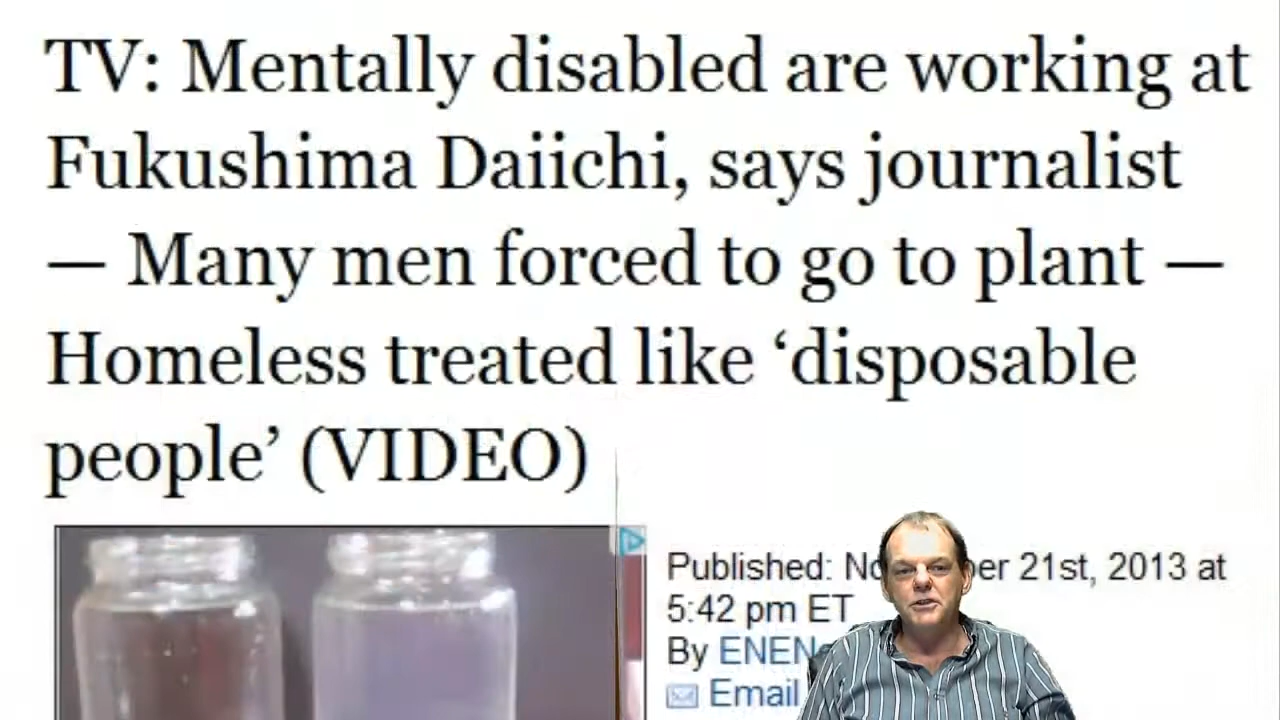 TV: Mentally disabled are working at
Fukushima Daiichi, says journalist
— Many men forced to go to plant —
Homeless treated like ‘disposable
people’ (VIDEO)
Published: No er 21st, 2013 at
5:42 pm ET
By ENEN
Email